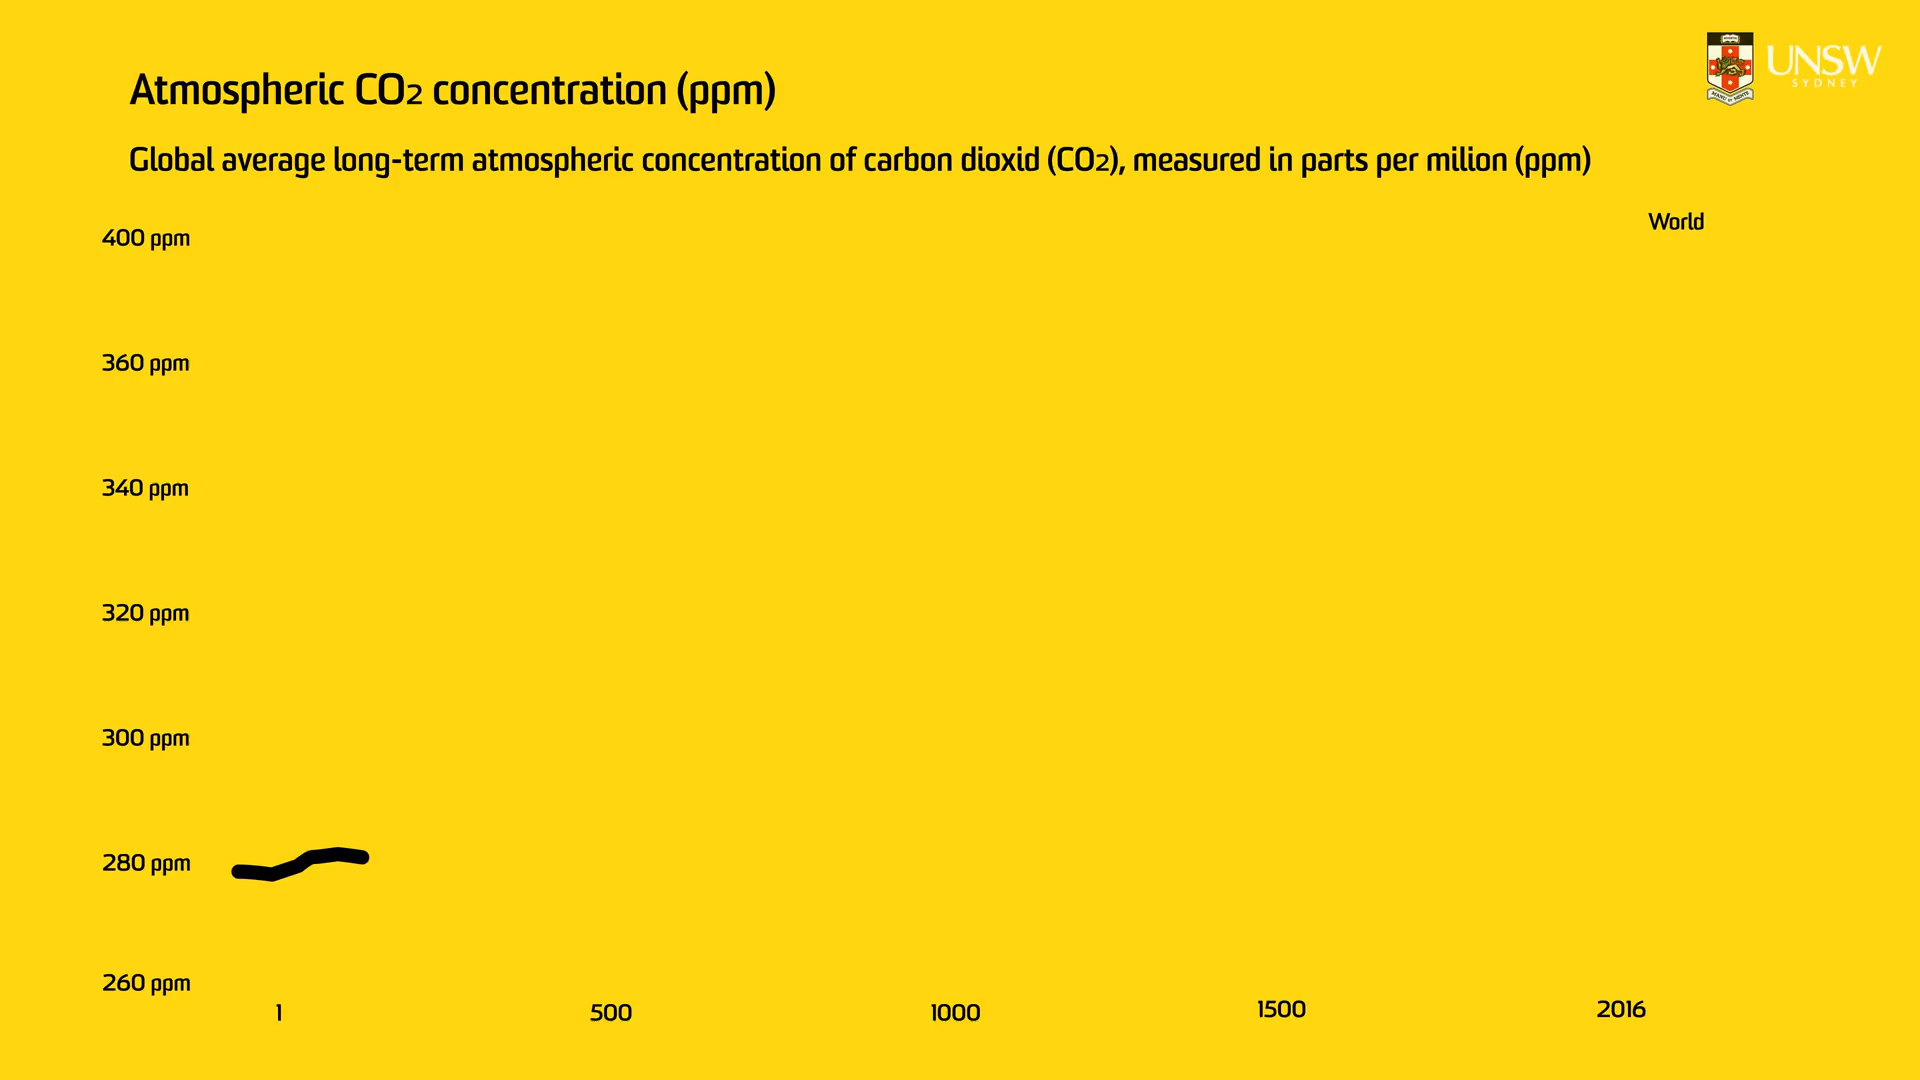 UNSW
SYDNEY
Atmospheric CO₂ concentration (ppm)
Global average long-term atmospheric concentration of carbon dioxid (CO₂), measured in parts per milion (ppm)
World
400 ppm
360 ppm
340 ppm
320 ppm
300 ppm
280 ppm
260 ppm
1 500 1000 1500 2016